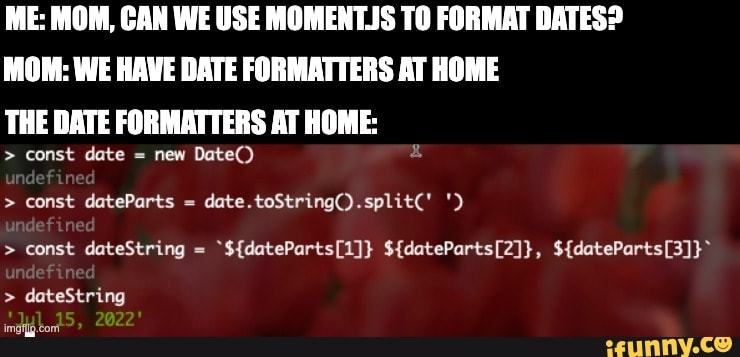 ME: MOM, CAN WE USE MOMENT.JS TO FORMAT DATES?
MOM: WE HAVE DATE FORMATTERS AT HOME
THE DATE FORMATTERS AT HOME:
> const date = new Date()
undefined
> const dateParts = date.toString().split(' ')
undefined
> const dateString = `${dateParts[1]} ${dateParts[2]}, ${dateParts[3]}`
undefined
> dateString
'Jul 15, 2022'
imgflip.com
ifunny.co